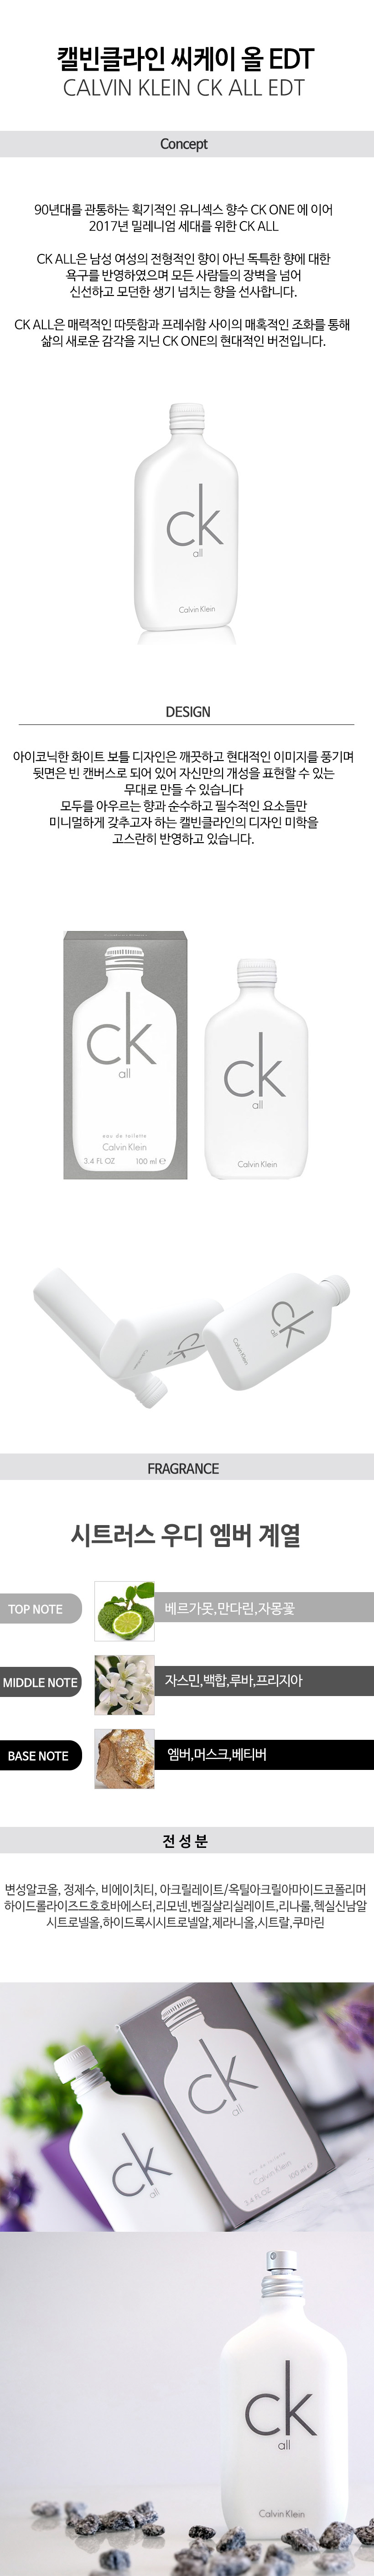 캘빈클라인 씨케이 올 EDT
CALVIN KLEIN CK ALL EDT
Concept
90년대를 관통하는 획기적인 유니섹스 향수 CK ONE 에 이어
2017년 밀레니엄 세대를 위한 CK ALL
CK ALL은 남성 여성의 전형적인 향이 아닌 독특한 향에 대한
욕구를 반영하였으며 모든 사람들의 장벽을 넘어
신선하고 모던한 생기 넘치는 향을 선사합니다.
CK ALL은 매력적인 따뜻함과 프레쉬함 사이의 매혹적인 조화를 통해
삶의 새로운 감각을 지닌 CK ONE의 현대적인 버전입니다.
ck
all
Calvin Klein
DESIGN
아이코닉한 화이트 보틀 디자인은 깨끗하고 현대적인 이미지를 풍기며
뒷면은 빈 캔버스로 되어 있어 자신만의 개성을 표현할 수 있는
무대로 만들 수 있습니다
모두를 아우르는 향과 순수하고 필수적인 요소들만
미니멀하게 갖추고자 하는 캘빈클라인의 디자인 미학을
고스란히 반영하고 있습니다.
ck
all
eau de toilette
Calvin Klein
3.4 FL OZ 100 ml ℮
ck
all
Calvin Klein
ck
all
Calvin Klein
ck
all
Calvin Klein
FRAGRANCE
시트러스 우디 엠버 계열
TOP NOTE 베르가못,만다린,자몽꽃
MIDDLE NOTE 자스민,백합,루바,프리지아
BASE NOTE 엠버,머스크,베티버
전 성 분
변성알코올, 정제수, 비에이치티, 아크릴레이트/옥틸아크릴아마이드코폴리머
하이드롤라이즈드호호바에스터,리모넨,벤질살리실레이트,리나룰,헥실신남알
시트로넬올,하이드록시시트로넬알,제라니올,시트랄,쿠마린
ck
all
eau de toilette
Calvin Klein
3.4 FL OZ 100 ml ℮
ck
all
ck
all
Calvin Klein